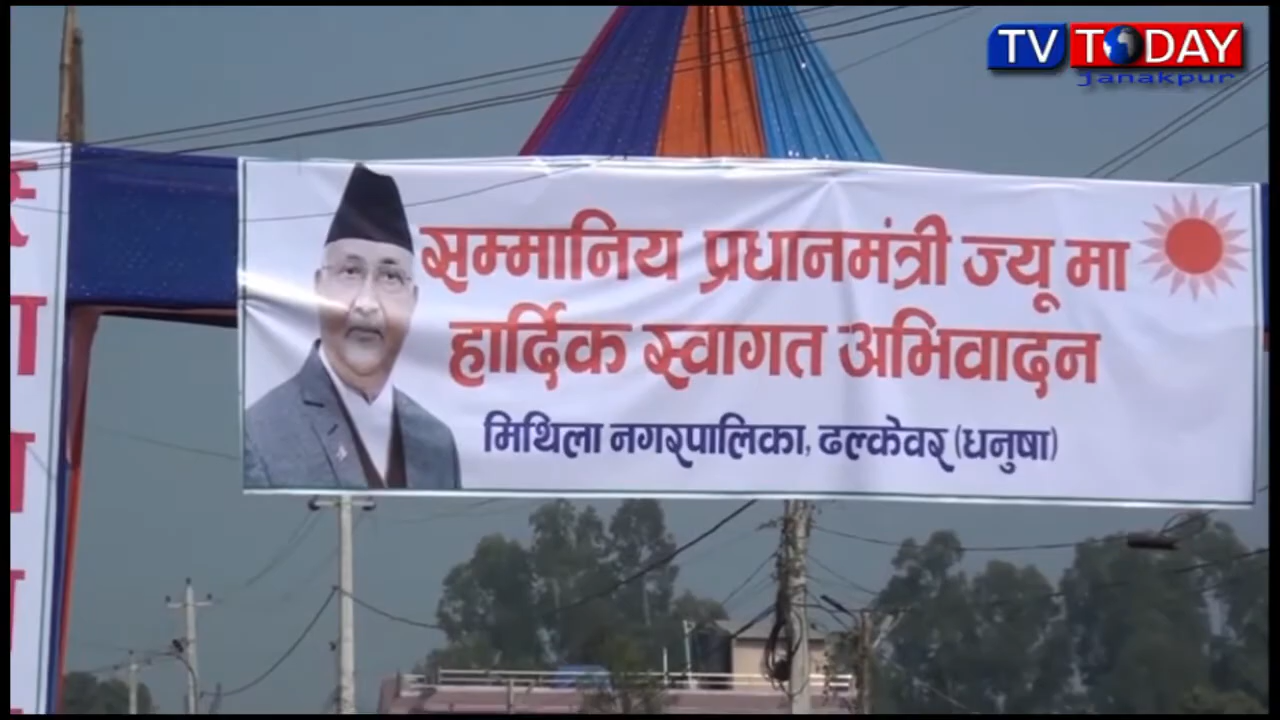 TV TODAY
Janakpur
सम्मानिय प्रधानमंत्री ज्यू मा
हार्दिक स्वागत अभिवादन
मिथिला नगरपालिका, ढल्केवर (धनुषा)